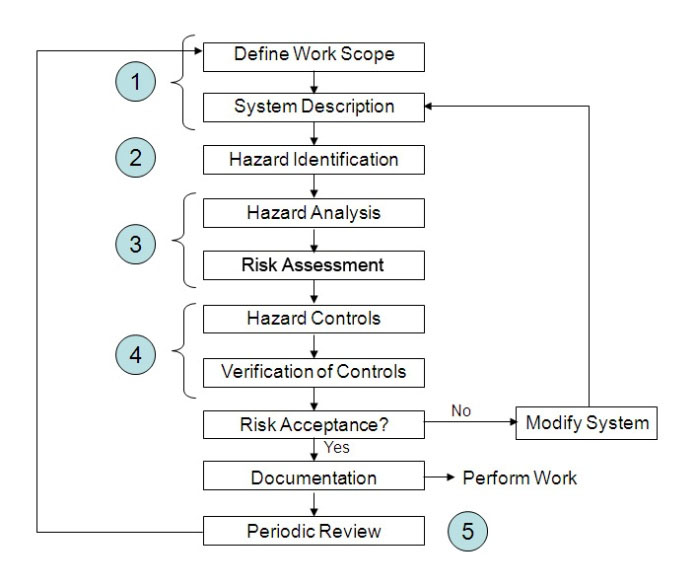 Define Work Scope
1
System Description
2
Hazard Identification
Hazard Analysis
3
Risk Assessment
Hazard Controls
4
Verification of Controls
Risk Acceptance?
No
Modify System
Yes
Documentation
Perform Work
Periodic Review
5